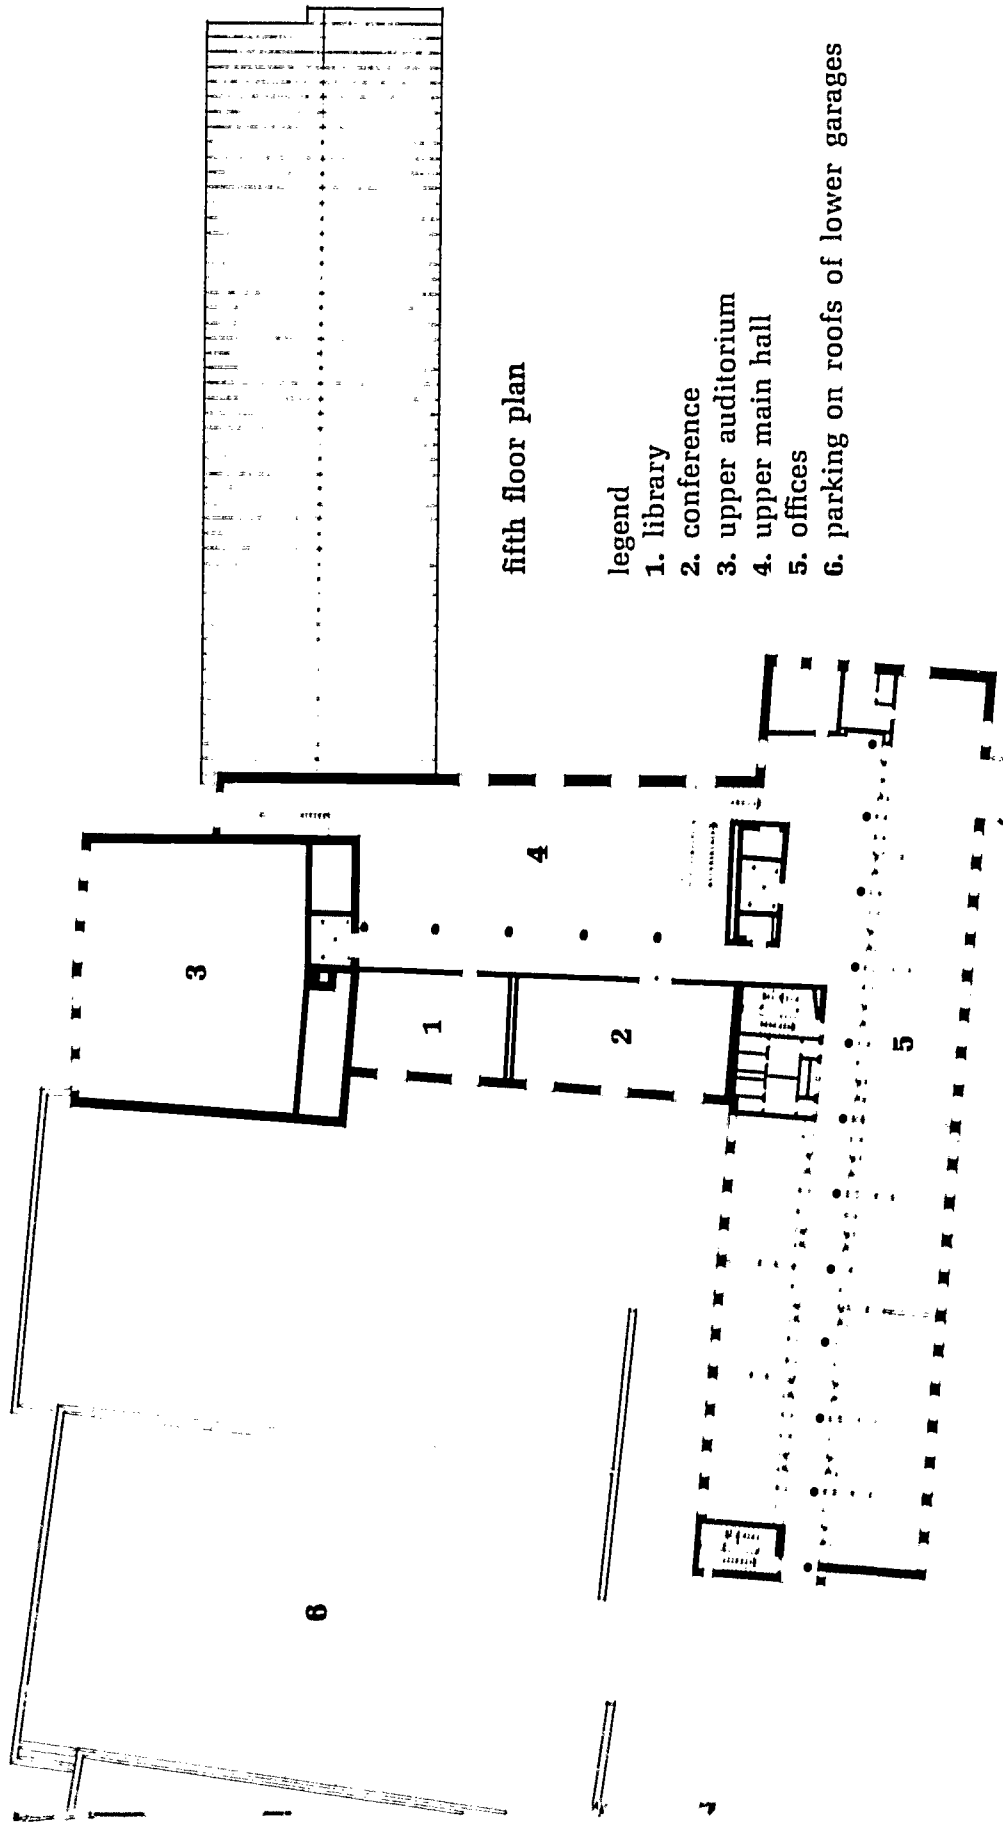 fifth floor plan
legend
1. library
2. conference
3. upper auditorium
4. upper main hall
5. offices
6. parking on roofs of lower garages
3
4
1
2
5
6